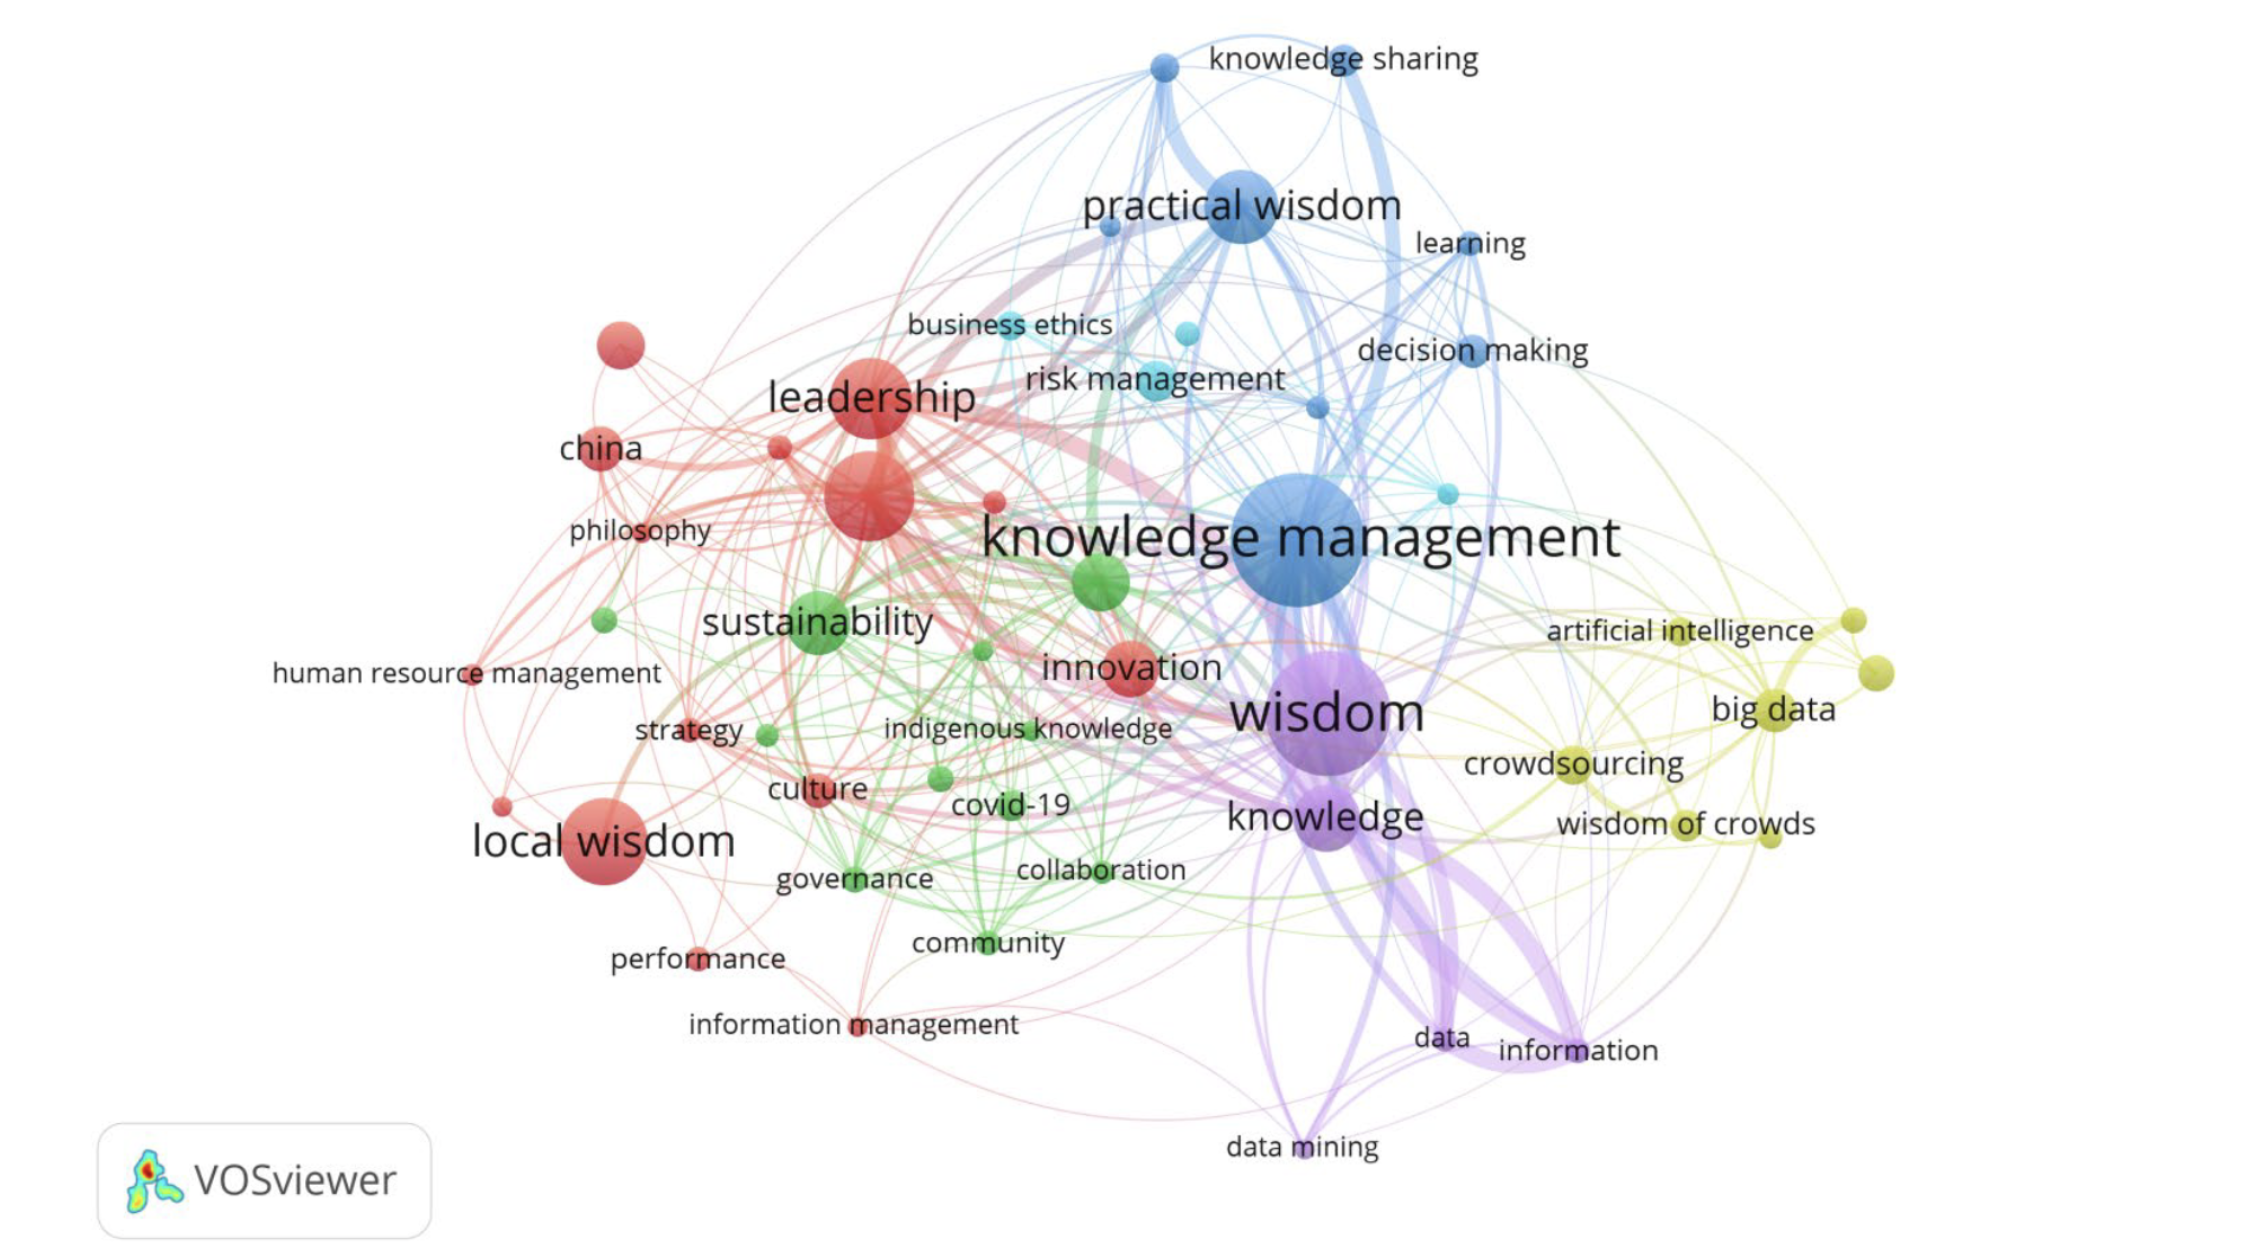 knowledge sharing
practical wisdom
learning
business ethics
decision making
risk management
leadership
china
philosophy
knowledge management
sustainability
artificial intelligence
innovation
human resource management
big data
wisdom
strategy
indigenous knowledge
crowdsourcing
culture
covid-19
knowledge
wisdom of crowds
local wisdom
collaboration
governance
community
performance
information management
data
information
data mining
VOSviewer